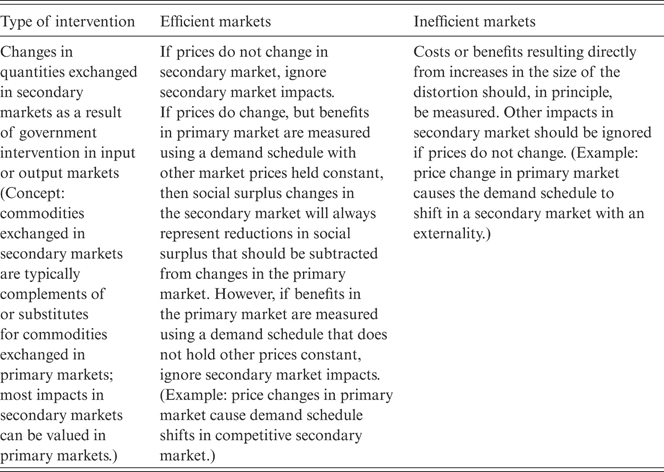 Type of intervention
Efficient markets
Inefficient markets
Changes in
quantities exchanged
in secondary
markets as a result
of government
intervention in input
or output markets
(Concept:
commodities
exchanged in
secondary markets
are typically
complements of
or substitutes
for commodities
exchanged in
primary markets;
most impacts in
secondary markets
can be valued in
primary markets.)
If prices do not change in
secondary market, ignore
secondary market impacts.
If prices do change, but benefits
in primary market are measured
using a demand schedule with
other market prices held constant,
then social surplus changes in
the secondary market will always
represent reductions in social
surplus that should be subtracted
from changes in the primary
market. However, if benefits in
the primary market are measured
using a demand schedule that does
not hold other prices constant,
ignore secondary market impacts.
(Example: price changes in primary
market cause demand schedule
shifts in competitive secondary
market.)
Costs or benefits resulting directly
from increases in the size of the
distortion should, in principle,
be measured. Other impacts in
secondary market should be ignored
if prices do not change. (Example:
price change in primary market
causes the demand schedule to
shift in a secondary market with an
externality.)